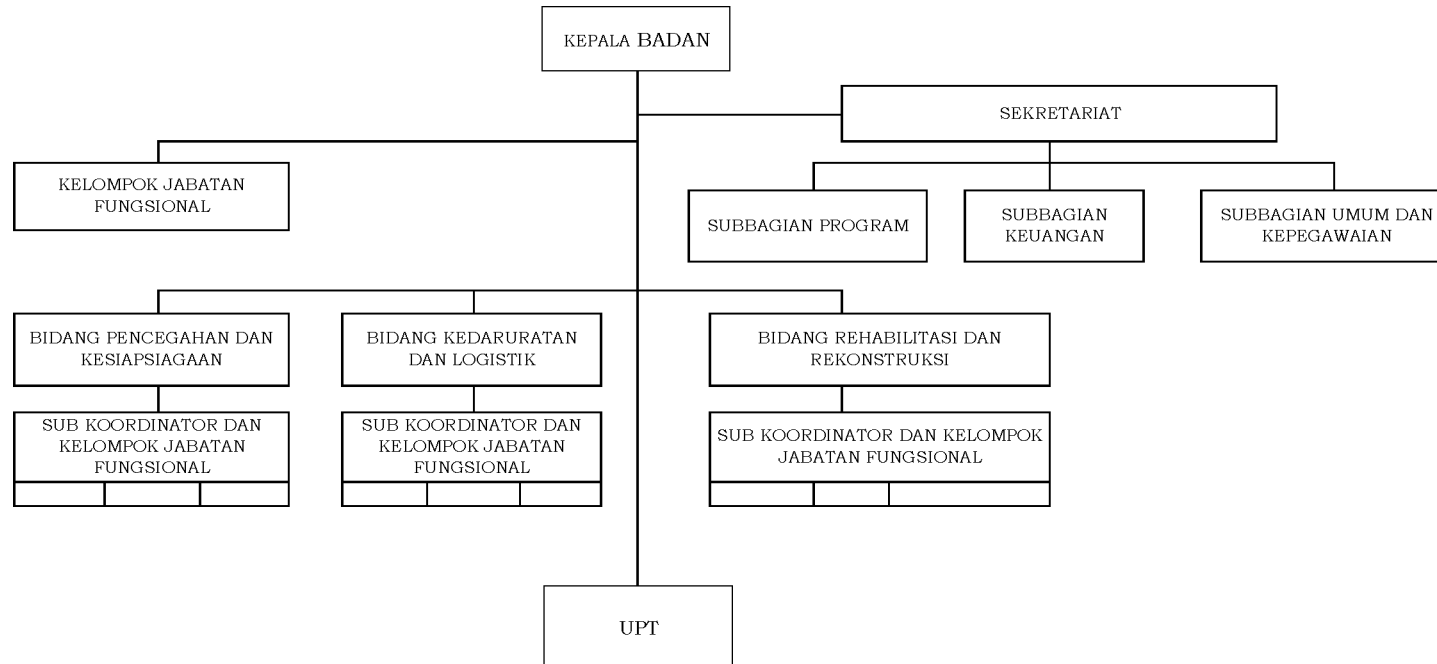 KEPALA BADAN
SEKRETARIAT
KELOMPOK JABATAN
FUNGSIONAL
SUBBAGIAN PROGRAM
SUBBAGIAN
KEUANGAN
SUBBAGIAN UMUM DAN
KEPEGAWAIAN
BIDANG PENCEGAHAN DAN
KESIAPSIAGAAN
BIDANG KEDARURATAN
DAN LOGISTIK
BIDANG REHABILITASI DAN
REKONSTRUKSI
SUB KOORDINATOR DAN
KELOMPOK JABATAN
FUNGSIONAL
SUB KOORDINATOR DAN
KELOMPOK JABATAN
FUNGSIONAL
SUB KOORDINATOR DAN KELOMPOK
JABATAN FUNGSIONAL
UPT